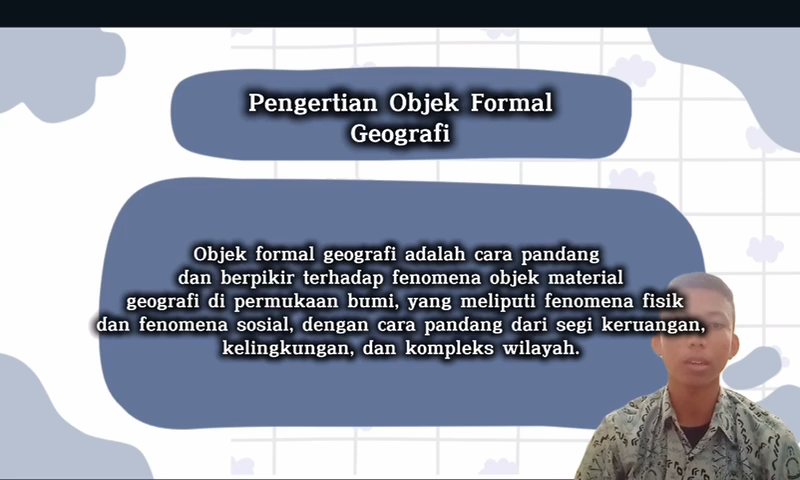 Pengertian Objek Formal
Geografi
Objek formal geografi adalah cara pandang
dan berpikir terhadap fenomena objek material
geografi di permukaan bumi, yang meliputi fenomena fisik
dan fenomena sosial, dengan cara pandang dari segi keruangan,
kelingkungan, dan kompleks wilayah.